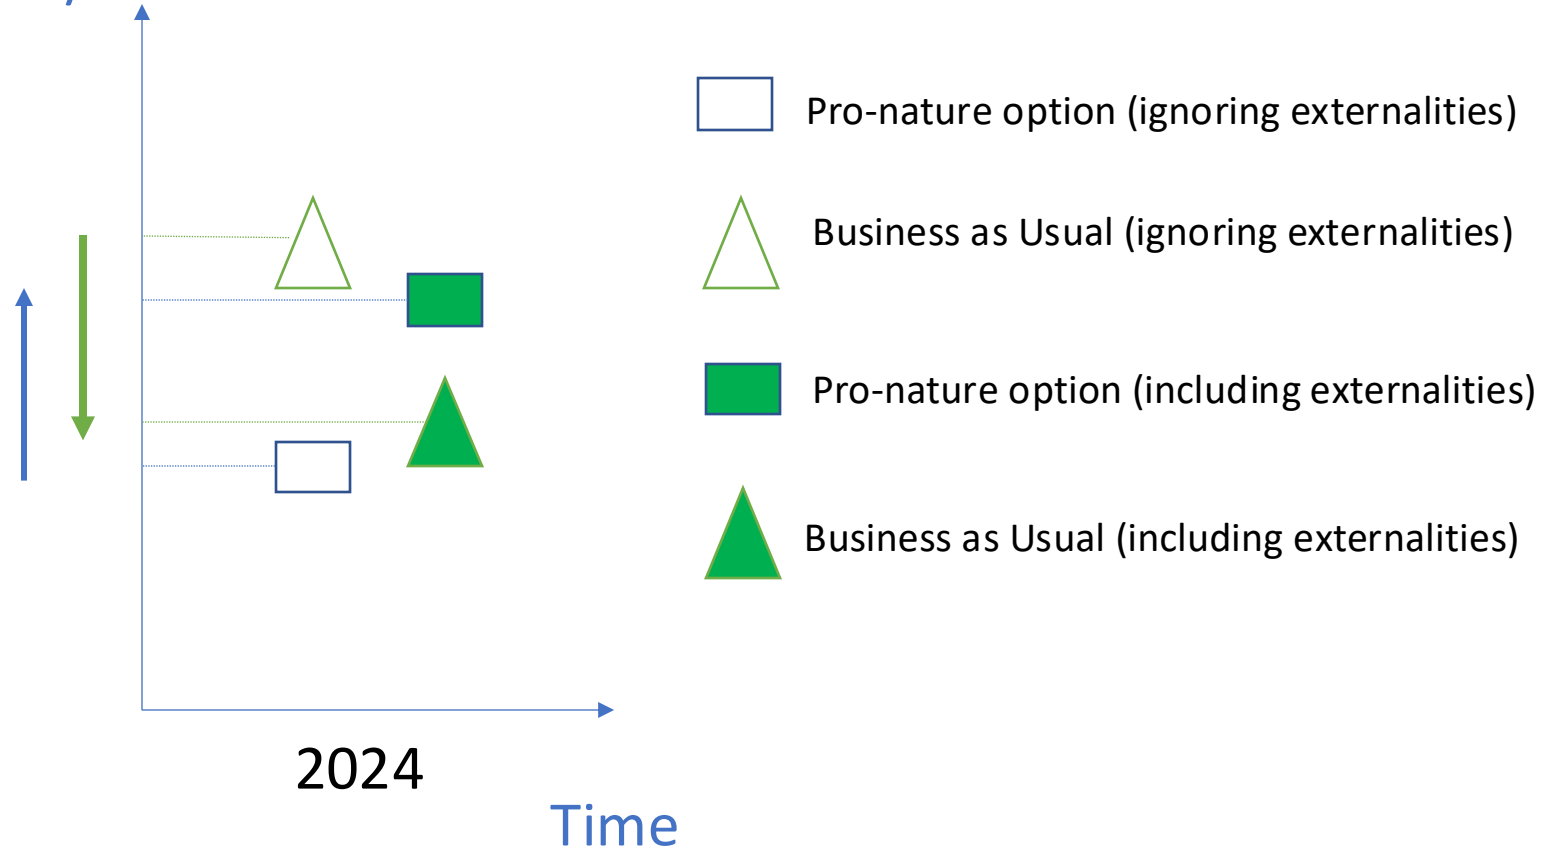 Pro-nature option (ignoring externalities)
Business as Usual (ignoring externalities)
Pro-nature option (including externalities)
Business as Usual (including externalities)
2024
Time